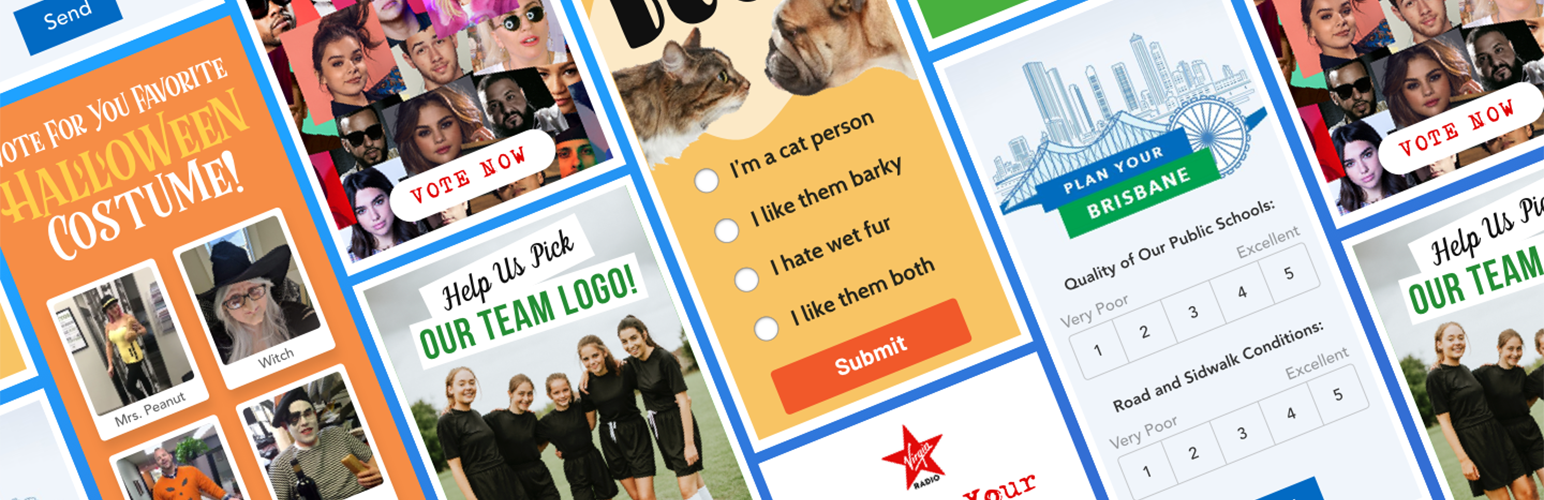 Send
VOTE FOR YOU FAVORITE
HALLOWEEN
COSTUME!
Mrs. Peanut
Witch
VOTE NOW
Help Us Pick
OUR TEAM LOGO!
I'm a cat person
I like them barky
I hate wet fur
I like them both
Submit
Virgin
RADIO
Your
PLAN YOUR
BRISBANE
Quality of Our Public Schools:
Very Poor
Excellent
1 2 3 4 5
Road and Sidwalk Conditions:
Very Poor
Excellent
1 2 3 4 5
VOTE NOW
Help Us
OUR TEAM